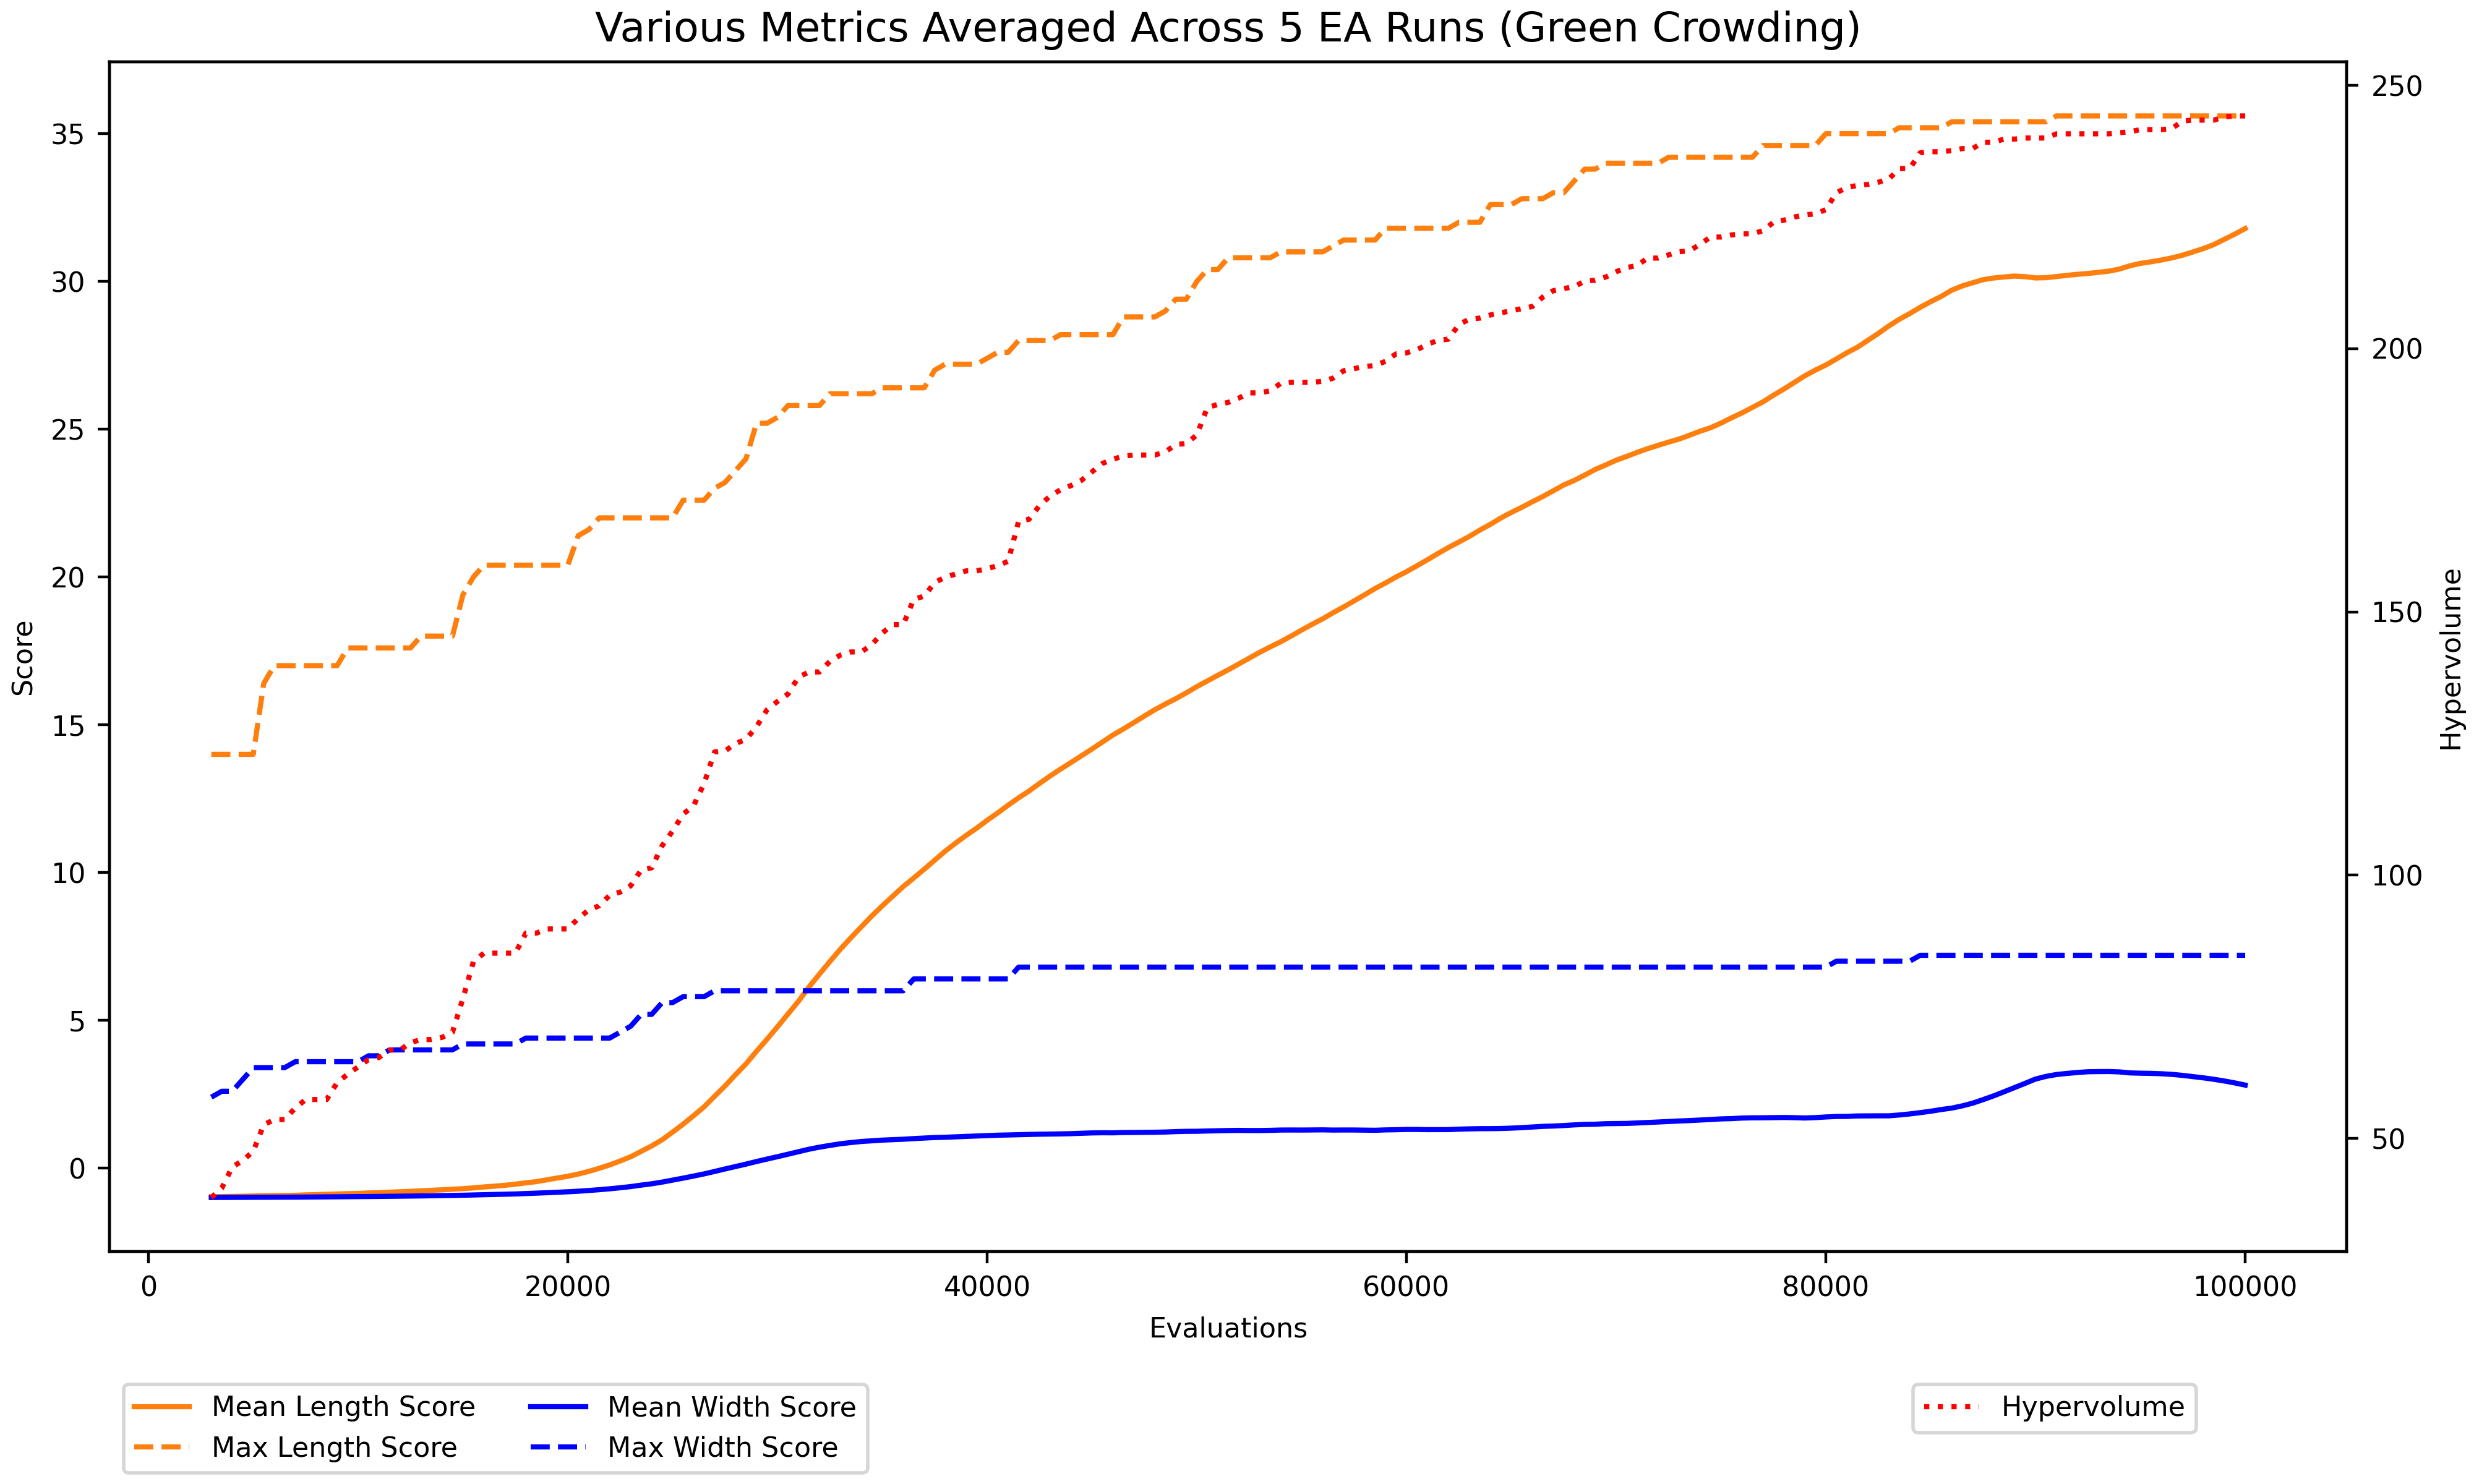 Various Metrics Averaged Across 5 EA Runs (Green Crowding)
35
30
25
20
15
10
5
0
Score
250
200
150
100
50
Hypervolume
0 20000 40000 60000 80000 100000
Evaluations
Mean Length Score Mean Width Score
Max Length Score Max Width Score
Hypervolume